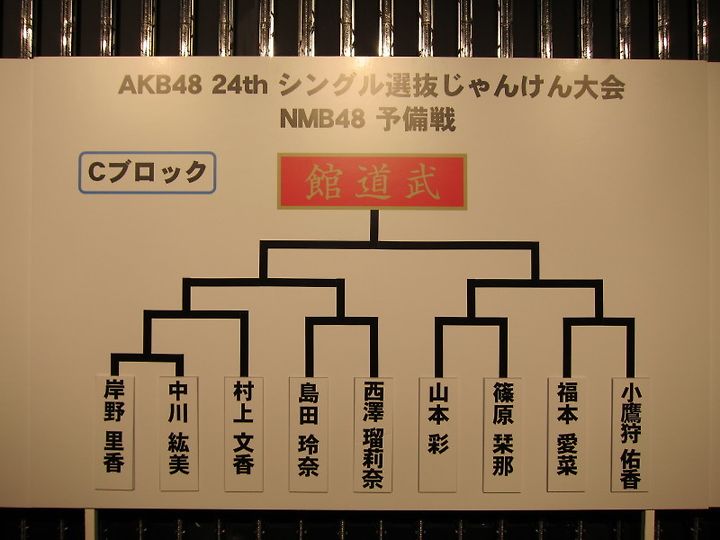 AKB48 24th シングル選抜じゃんけん大会
NMB48 予備戦
Cブロック
館道武
岸野 里香
中川 紘美
村上 文香
島田 玲奈
西澤 瑠莉奈
山本 彩
篠原 栞那
福本 愛菜
小鷹狩 佑香